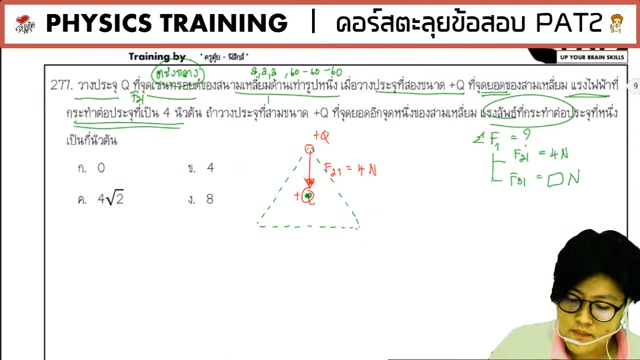 PHYSICS TRAINING | คอร์สตะลุยข้อสอบ PAT2
Training by " ครูตุ้ย - ฟิสิกส์ "
UP YOUR BRAIN SKILLS
(ตรงกลาง) a,a,a , 60-60-60
277. วางประจุ Q ที่จุดเซนทรอยด์ของสามเหลี่ยมด้านเท่ารูปหนึ่ง เมื่อวางประจุที่สองขนาด +Q ที่จุดยอดของสามเหลี่ยม แรงไฟฟ้าที่
F21
กระทำต่อประจุที่เป็น 4 นิวตัน ถ้าวางประจุที่สามขนาด +Q ที่จุดยอดอีกจุดหนึ่งของสามเหลี่ยม แรงลัพธ์ที่กระทำต่อประจุที่หนึ่ง
เป็นกี่นิวตัน
ก. 0
ข. 4
ค. 4√2
ง. 8
+Q
F21 = 4 N
+Q
ΣF1 = ?
F21 = 4N
F31 = □ N
9